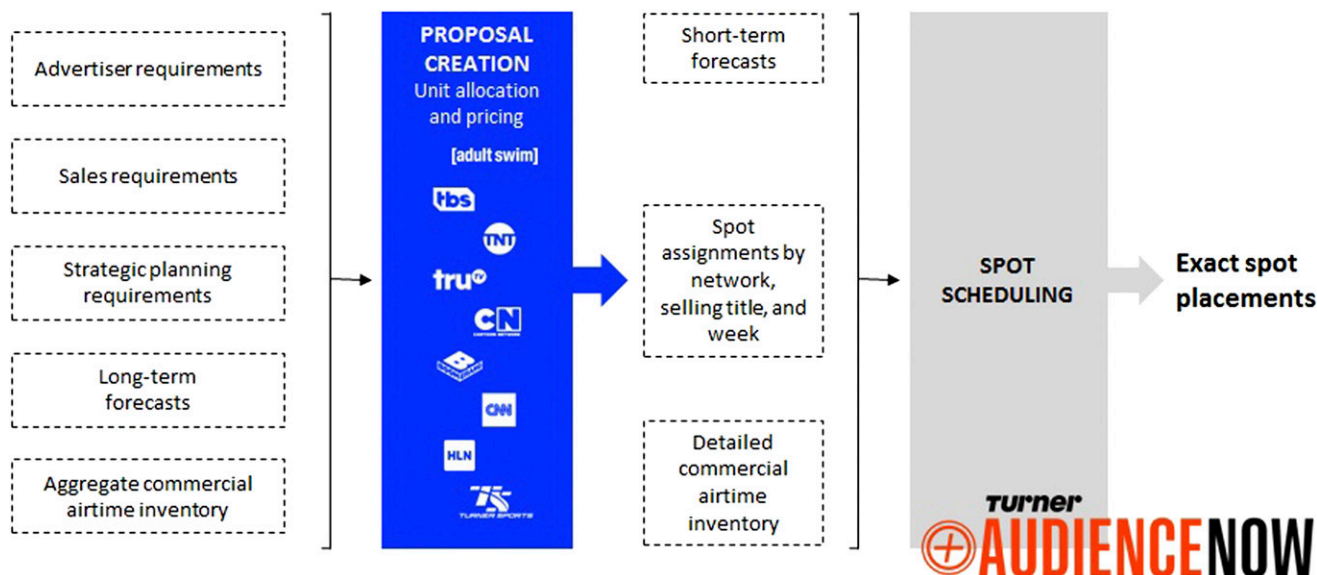 Advertiser requirements
Sales requirements
Strategic planning
requirements
Long-term
forecasts
Aggregate commercial
airtime inventory
PROPOSAL
CREATION
Unit allocation
and pricing
[adult swim]
tbs
TNT
truTV
CN
CARTOON NETWORK
BOOMERANG
CNN
HLN
TS
TURNER SPORTS
Short-term
forecasts
Spot
assignments by
network,
selling title, and
week
Detailed
commercial
airtime
inventory
SPOT
SCHEDULING
Turner
AUDIENCENOW
Exact spot
placements